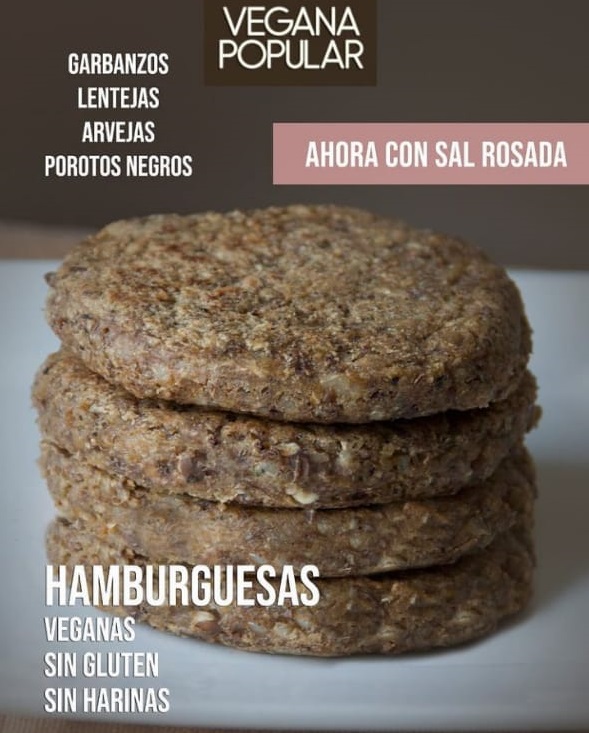 VEGANA
POPULAR
GARBANZOS
LENTEJAS
ARVEJAS
POROTOS NEGROS
AHORA CON SAL ROSADA
HAMBURGUESAS
VEGANAS
SIN GLUTEN
SIN HARINAS